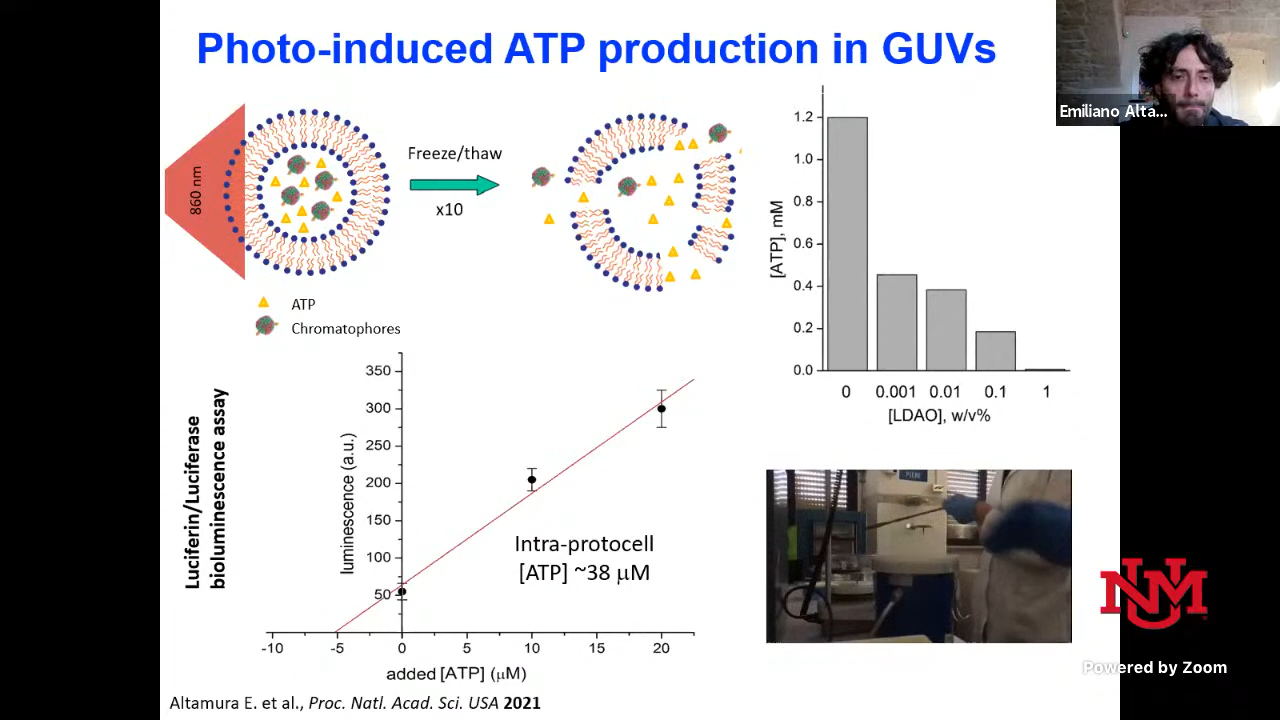 Photo-induced ATP production in GUVs
Emiliano Alta...
860 nm
Freeze/thaw
x10
ATP
Chromatophores
[ATP], mM
1.2
1.0
0.8
0.6
0.4
0.2
0.0
0 0.001 0.01 0.1 1
[LDAO], w/v%
Luciferin/Luciferase
bioluminescence assay
luminescence (a.u.)
350
300
250
200
150
100
50
Intra-protocell
[ATP] ~38 μM
-10 -5 0 5 10 15 20
added [ATP] (μM)
UNM
Powered by Zoom
Altamura E. et al., Proc. Natl. Acad. Sci. USA 2021